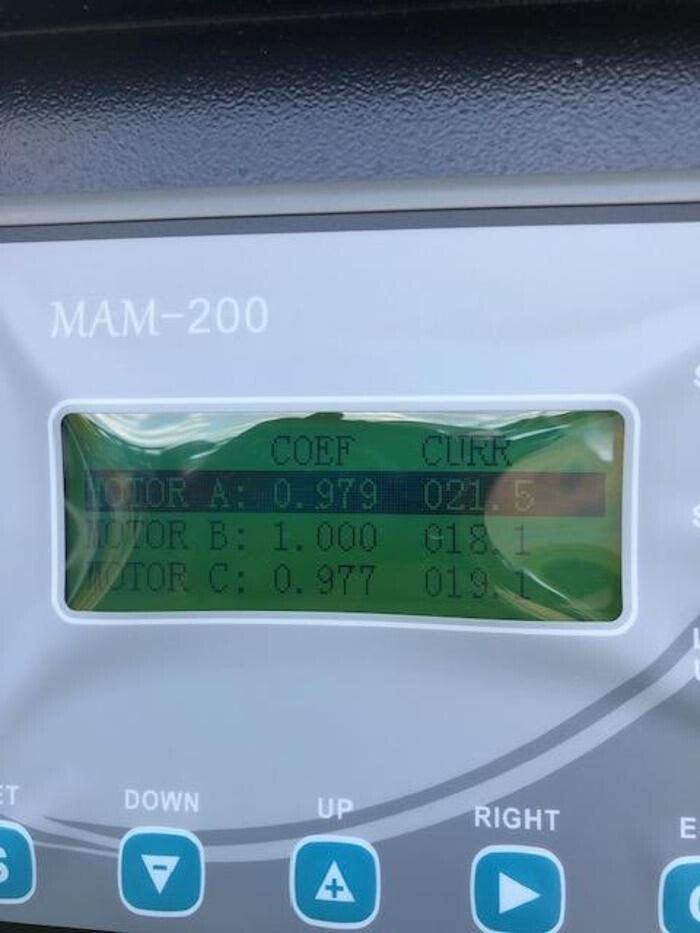 MAM-200
COEF CURR
MOTOR A: 0.979 021.5
MOTOR B: 1.000 018.1
MOTOR C: 0.977 019.1
DOWN UP RIGHT